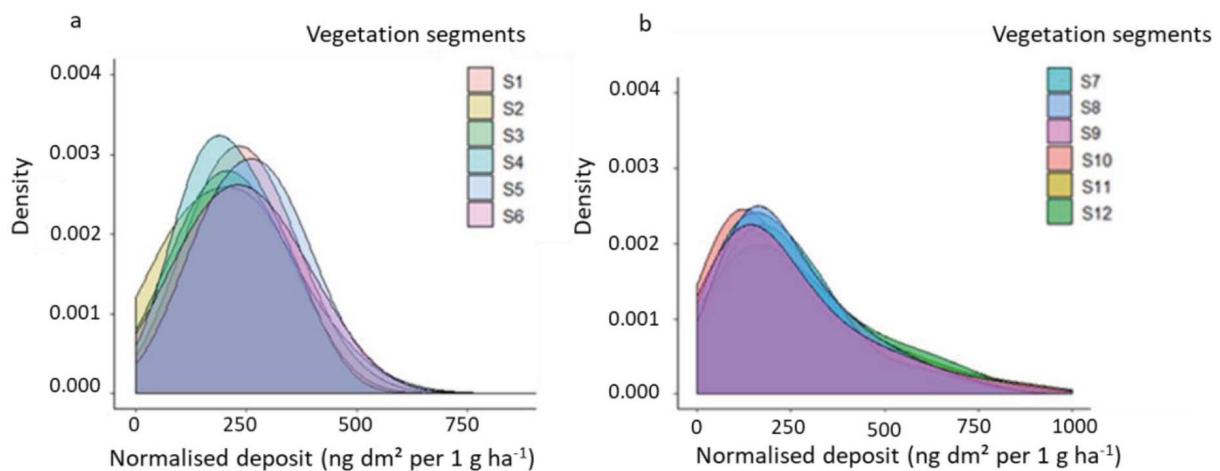 a
Vegetation segments
S1
S2
S3
S4
S5
S6
Density
0.004
0.003
0.002
0.001
0.000
0
250
500
750
Normalised deposit (ng dm² per 1 g ha⁻¹)
b
Vegetation segments
S7
S8
S9
S10
S11
S12
Density
0.004
0.003
0.002
0.001
0.000
0
250
500
750
1000
Normalised deposit (ng dm² per 1 g ha⁻¹)